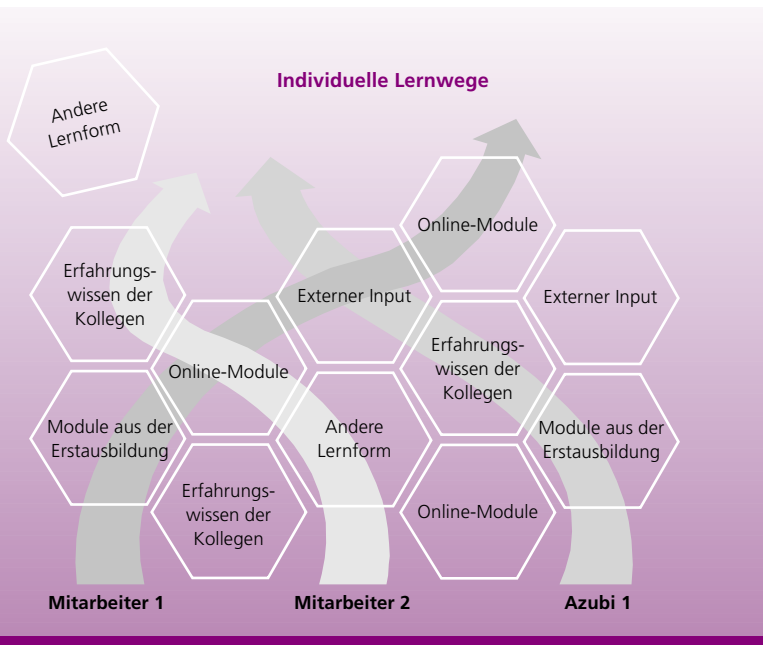 Individuelle Lernwege
Andere
Lernform
Online-Module
Erfahrungs-
wissen der
Kollegen
Externer Input
Externer Input
Online-Module
Erfahrungs-
wissen der
Kollegen
Module aus der
Erstausbildung
Andere
Lernform
Module aus der
Erstausbildung
Erfahrungs-
wissen der
Kollegen
Online-Module
Mitarbeiter 1
Mitarbeiter 2
Azubi 1